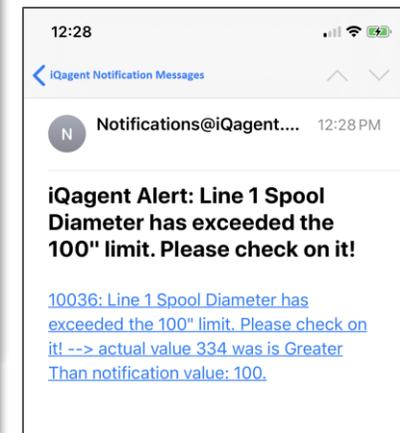 12:28
iQagent Notification Messages
N
Notifications@iQagent....
12:28 PM
iQagent Alert: Line 1 Spool
Diameter has exceeded the
100" limit. Please check on it!
10036: Line 1 Spool Diameter has
exceeded the 100" limit. Please check on
it! --> actual value 334 was is Greater
Than notification value: 100.